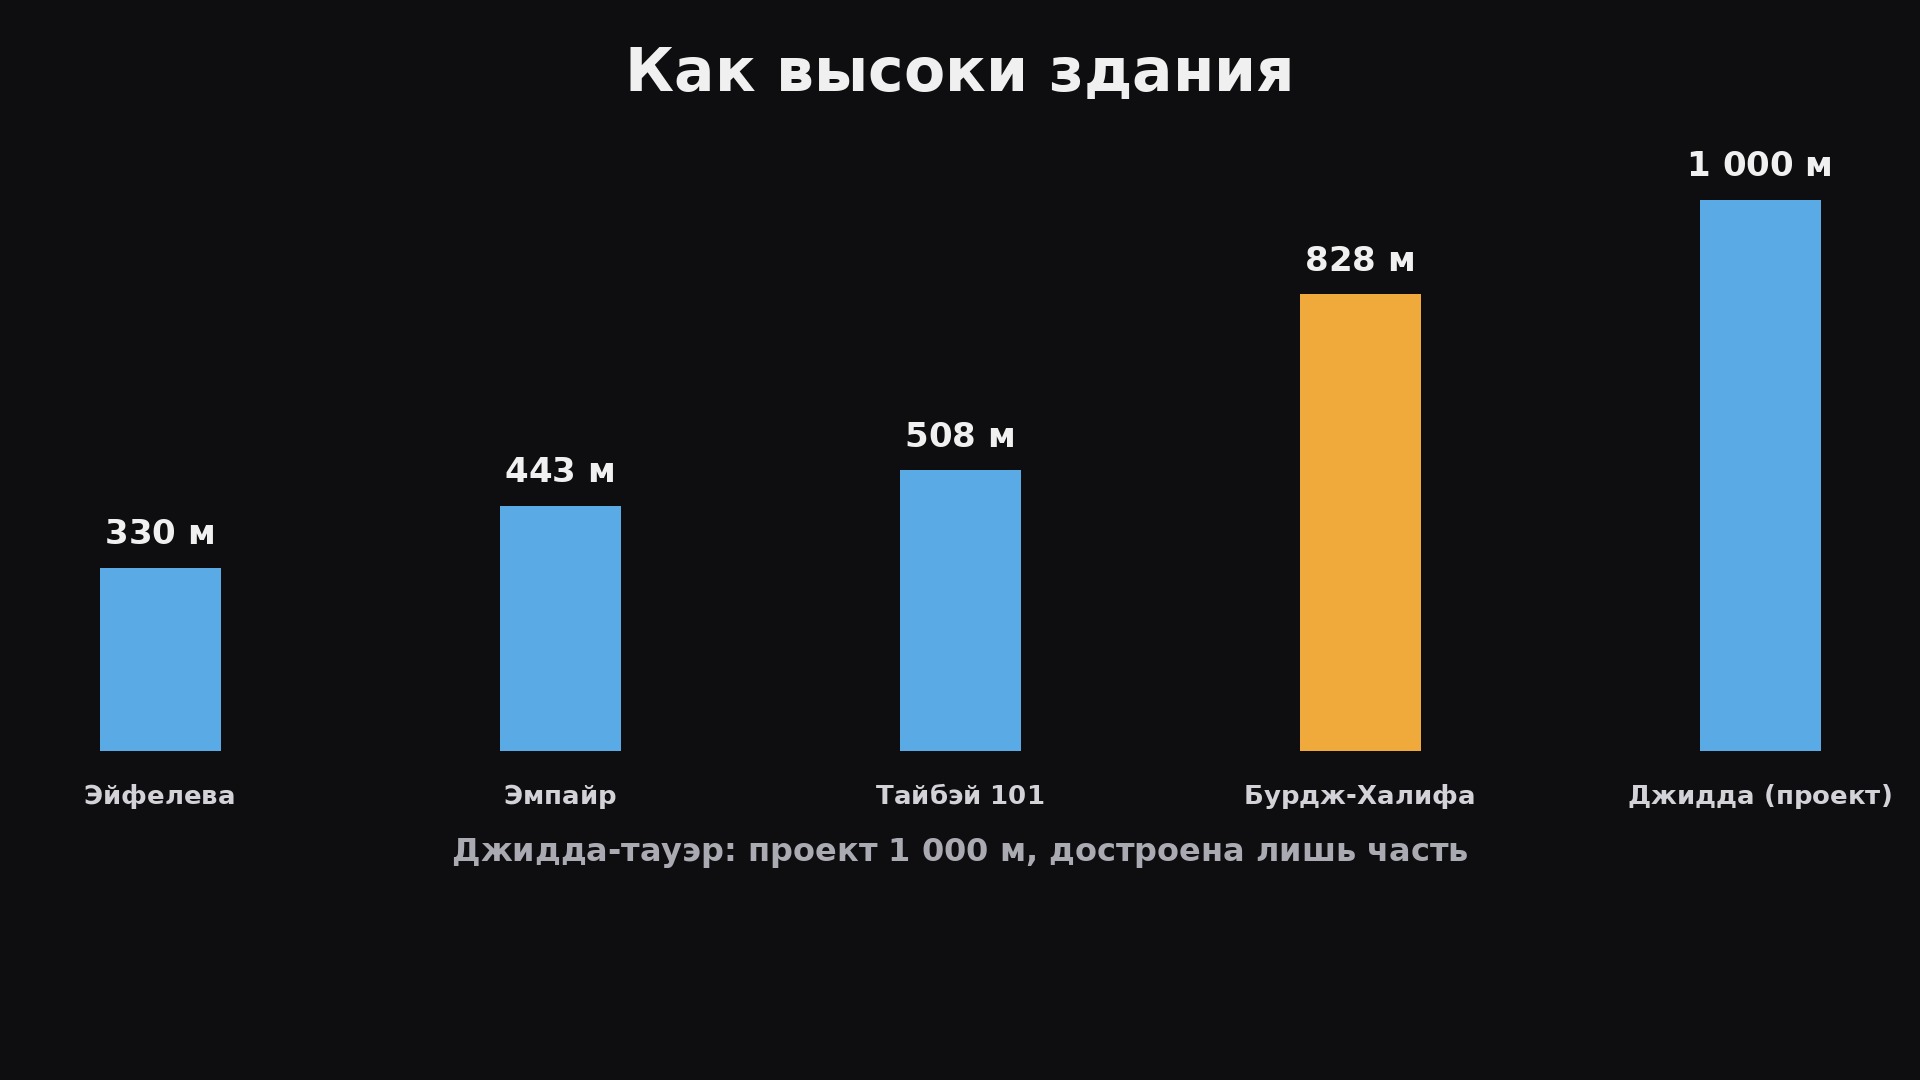 Как высоки здания
1 000 м
828 м
508 м
443 м
330 м
Эйфелева
Эмпайр
Тайбэй 101
Бурдж-Халифа
Джидда (проект)
Джидда-тауэр: проект 1 000 м, достроена лишь часть